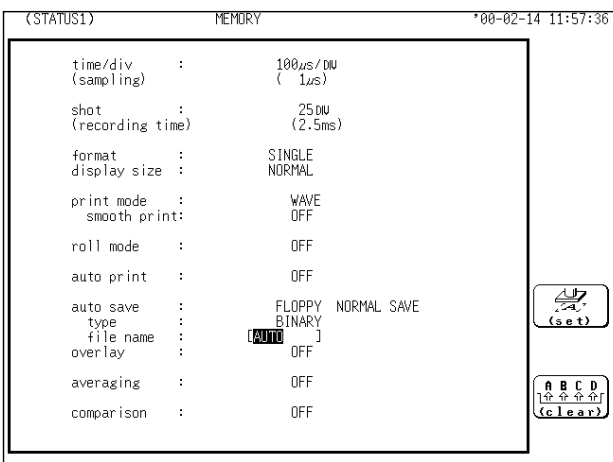 (STATUS1) MEMORY '00-02-14 11:57:36
time/div : 100µs/DIV
(sampling) ( 1µs)
shot : 25DIV
(recording time) (2.5ms)
format : SINGLE
display size : NORMAL
print mode : WAVE
smooth print: OFF
roll mode : OFF
auto print : OFF
auto save : FLOPPY NORMAL SAVE
type : BINARY
file name : [AUTO ]
overlay : OFF
averaging : OFF
comparison : OFF
(set)
A B C D
(clear)